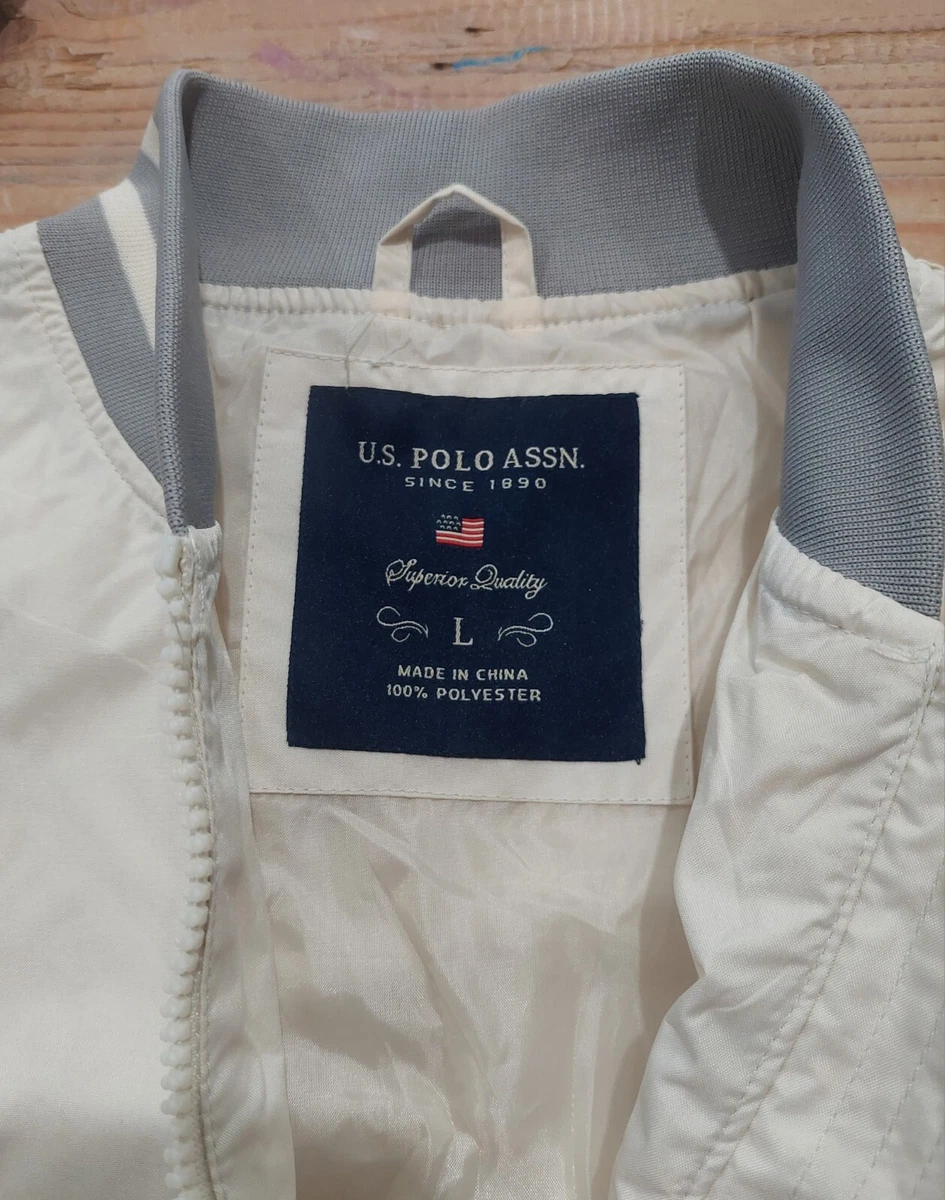 U.S. POLO ASSN.
SINCE 1890
Superior Quality
L
MADE IN CHINA
100% POLYESTER